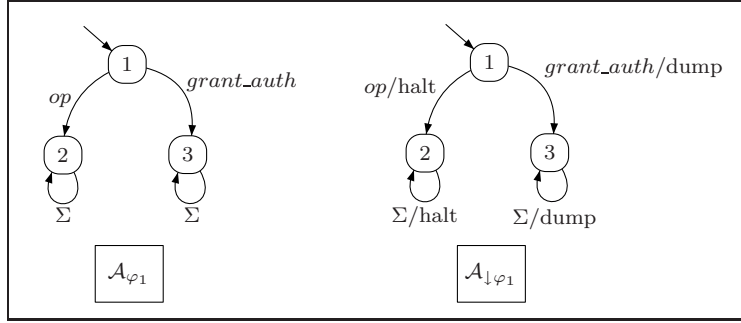 1
op
grant_auth
2
3
Σ
Σ
𝒜φ₁
1
op/halt
grant_auth/dump
2
3
Σ/halt
Σ/dump
𝒜↓φ₁